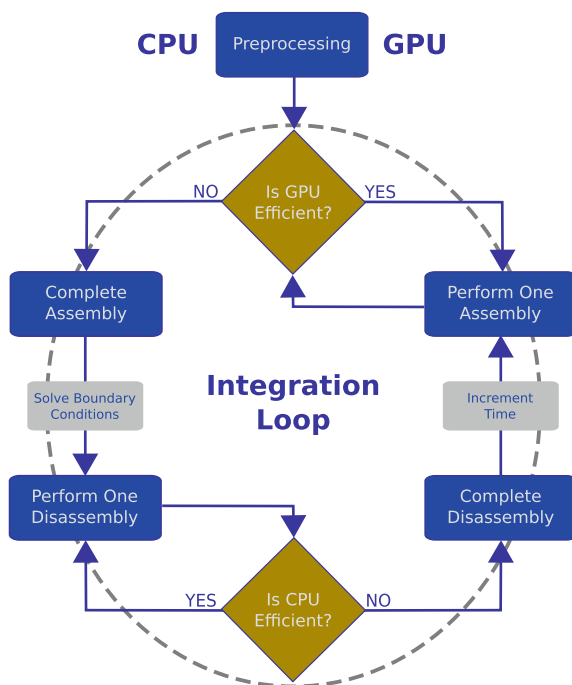 CPU
Preprocessing
GPU
Is GPU
Efficient?
NO
YES
Complete
Assembly
Perform One
Assembly
Integration
Loop
Solve Boundary
Conditions
Increment
Time
Perform One
Disassembly
Complete
Disassembly
Is CPU
Efficient?
YES
NO